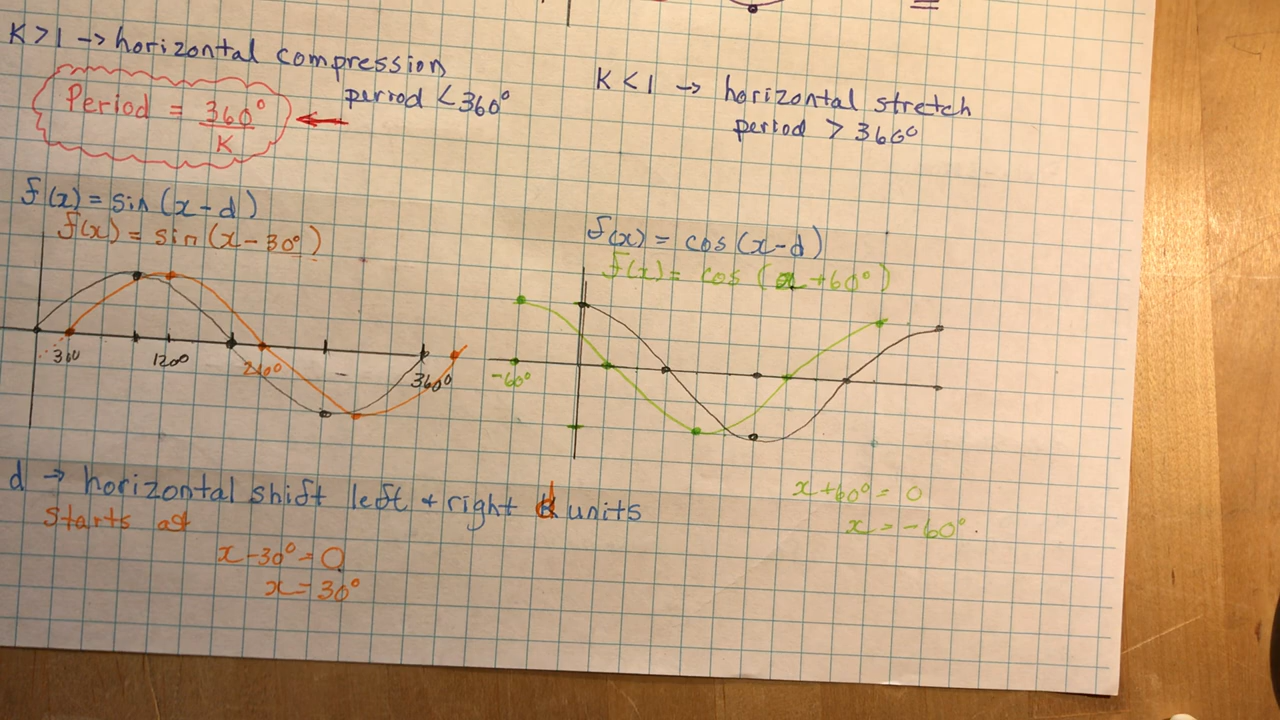 K > 1 → horizontal compression
period < 360°
Period = 360° / K
K < 1 → horizontal stretch
period > 360°
f(x) = sin(x-d)
f(x) = sin(x-30°)
30°
120°
210°
360°
f(x) = cos(x-d)
f(x) = cos(x+60°)
-60°
d → horizontal shift left + right d units
Starts at
x-30° = 0
x = 30°
x+60° = 0
x = -60°